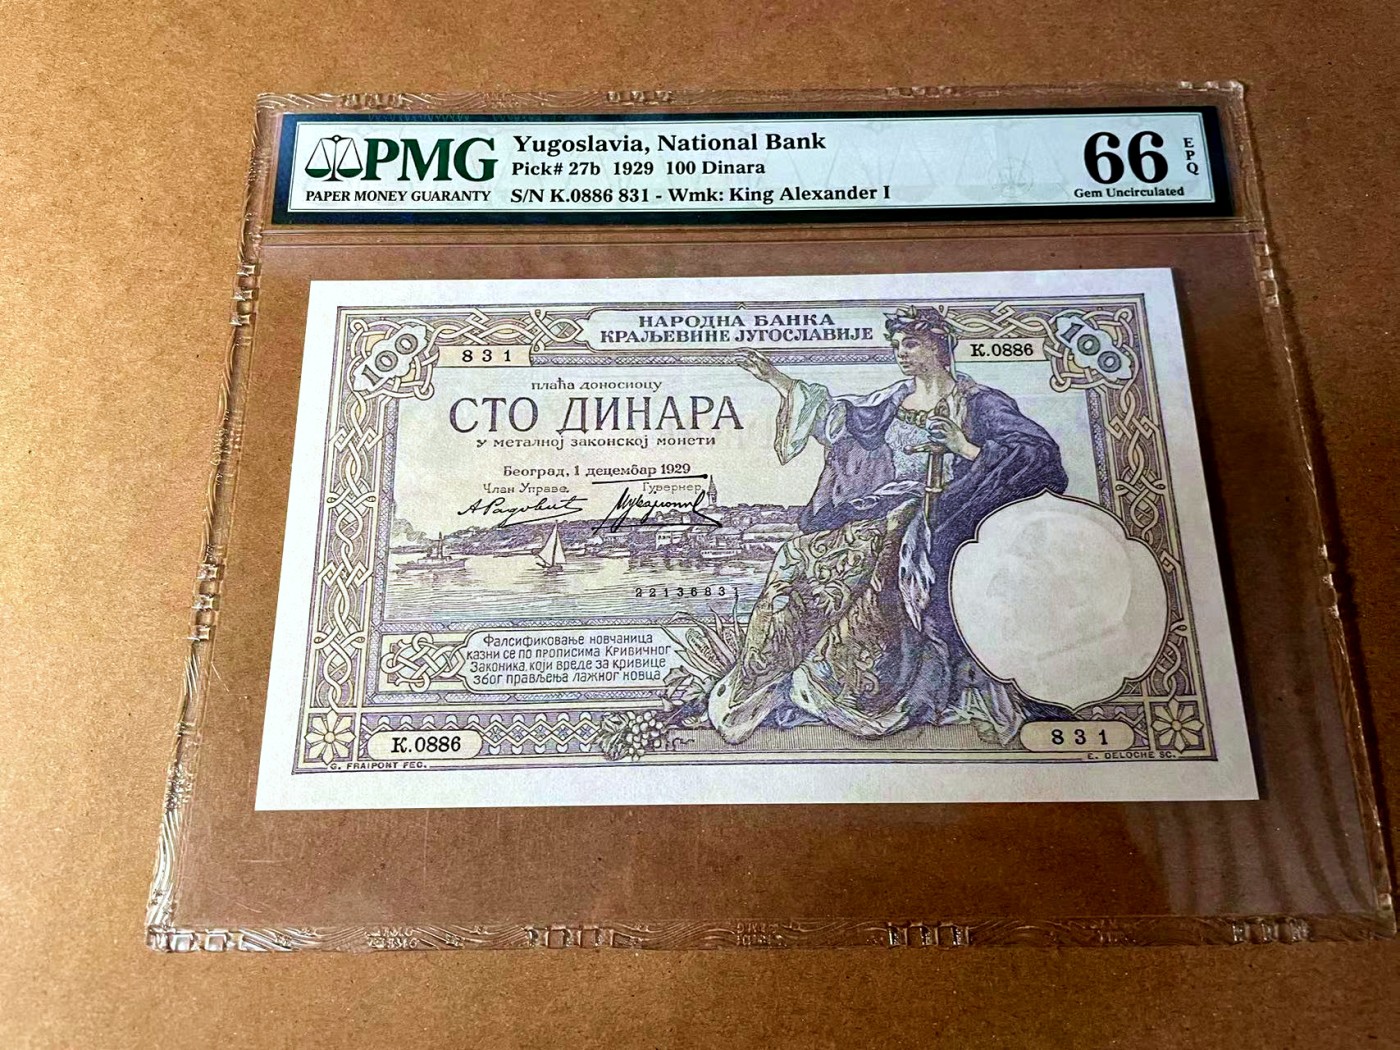 PMG
PAPER MONEY GUARANTY
Yugoslavia, National Bank
Pick# 27b 1929 100 Dinara
S/N K.0886 831 - Wmk: King Alexander I
66
EPQ
Gem Uncirculated
НАРОДНА БАНКА
КРАЉЕВИНЕ ЈУГОСЛАВИЈЕ
100
831
К.0886
100
плаћа доносиоцу
СТО ДИНАРА
у металној законској монети
Београд, 1 децембар 1929
Члан Управе,
Гувернер,
22136831
Фалсификовање новчаница
казни се по прописима Кривичног
Законика, који вреде за кривице
због прављења лажног новца
К.0886
831
G. FRAIPONT FEC.
E. DELOCHE SC.